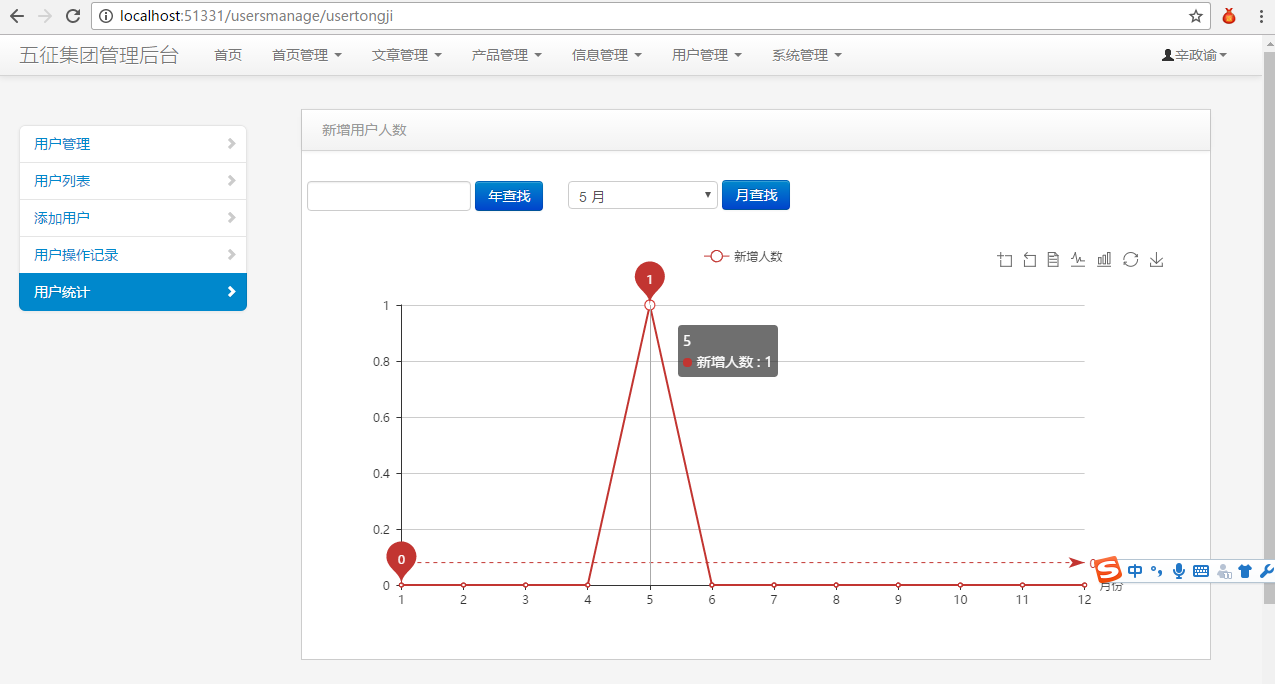 localhost:51331/usersmanage/usertongji
五征集团管理后台 首页 首页管理 文章管理 产品管理 信息管理 用户管理 系统管理 辛政谕
用户管理
用户列表
添加用户
用户操作记录
用户统计
新增用户人数
年查找 5 月 月查找
新增人数
1
5
新增人数 : 1
1
0.8
0.6
0.4
0.2
0
0
0
中
1 2 3 4 5 6 7 8 9 10 11 12
月份